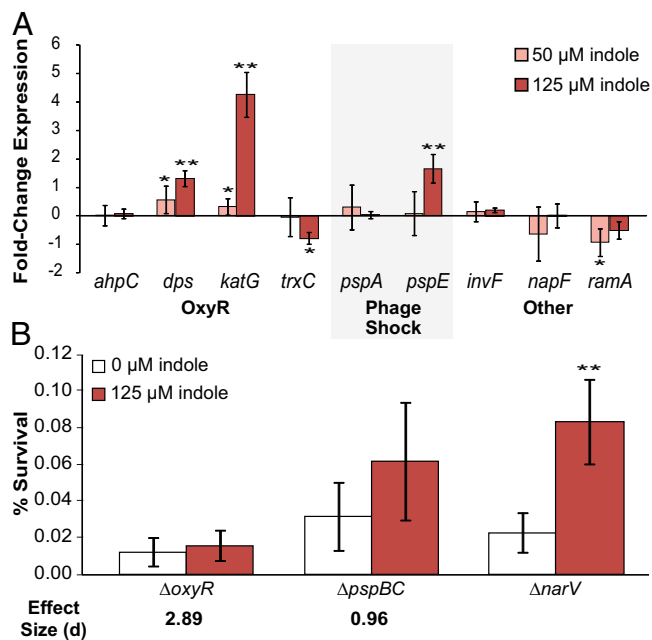 A
Fold-Change Expression
6
5
4
3
2
1
0
-1
-2
50 µM indole
125 µM indole
* ** * ** * ** *
ahpC dps katG trxC pspA pspE invF napF ramA
OxyR Phage Shock Other
B
% Survival
0.12
0.10
0.08
0.06
0.04
0.02
0.00
0 µM indole
125 µM indole
**
ΔoxyR ΔpspBC ΔnarV
Effect Size (d) 2.89 0.96